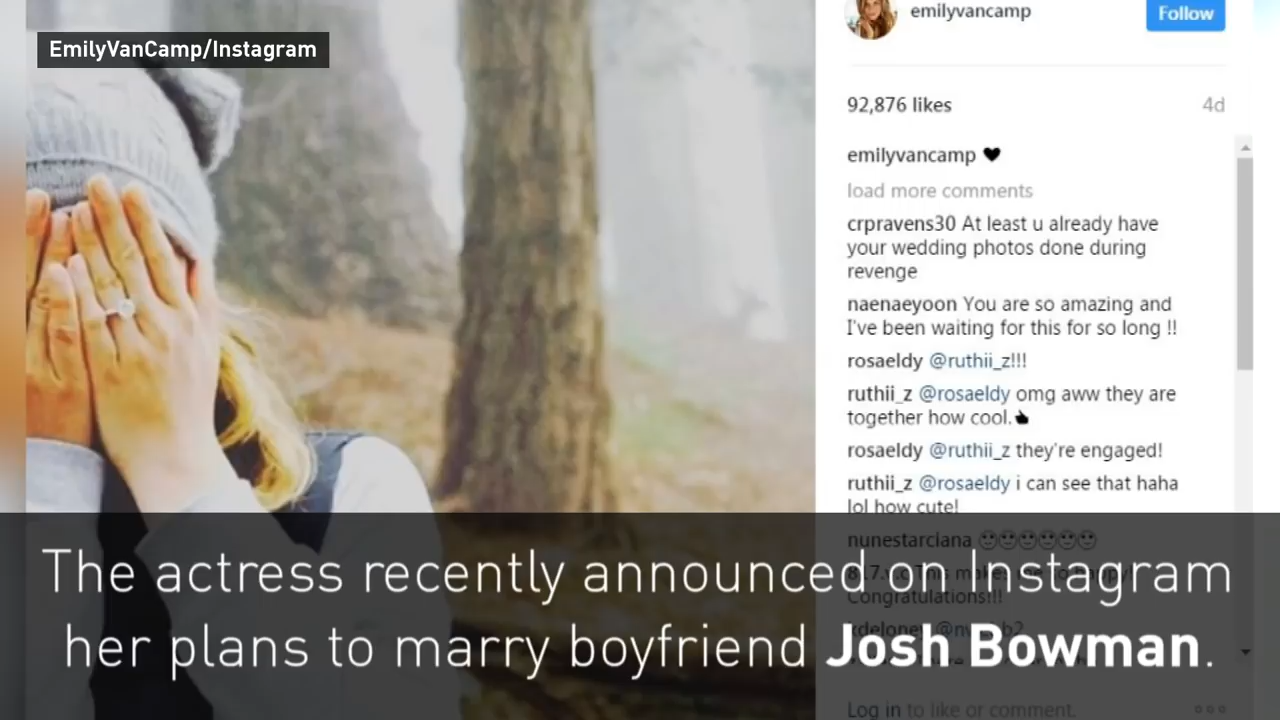 EmilyVanCamp/Instagram
emilyvancamp
Follow
92,876 likes
4d
emilyvancamp 🖤
load more comments
crpravens30 At least u already have
your wedding photos done during
revenge
naenaeyoon You are so amazing and
I've been waiting for this for so long !!
rosaeldy @ruthii_z!!!
ruthii_z @rosaeldy omg aww they are
together how cool.
rosaeldy @ruthii_z they're engaged!
ruthii_z @rosaeldy i can see that haha
lol how cute!
nunestarciana
Congratulations!!!
The actress recently announced on Instagram
her plans to marry boyfriend Josh Bowman.
Log in to like or comment.